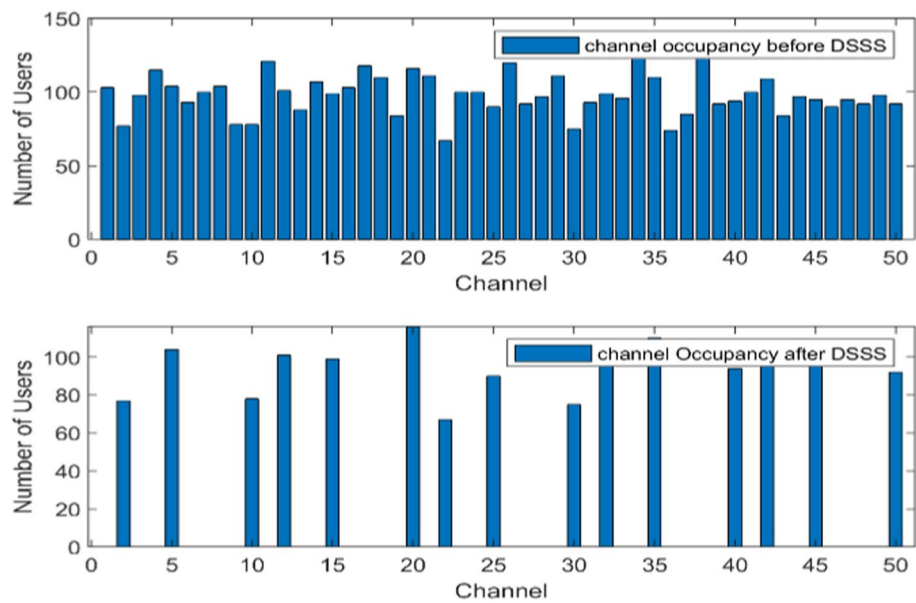 150
100
50
0
Number of Users
channel occupancy before DSSS
0 5 10 15 20 25 30 35 40 45 50
Channel
100
80
60
40
20
0
Number of Users
channel Occupancy after DSSS
0 5 10 15 20 25 30 35 40 45 50
Channel